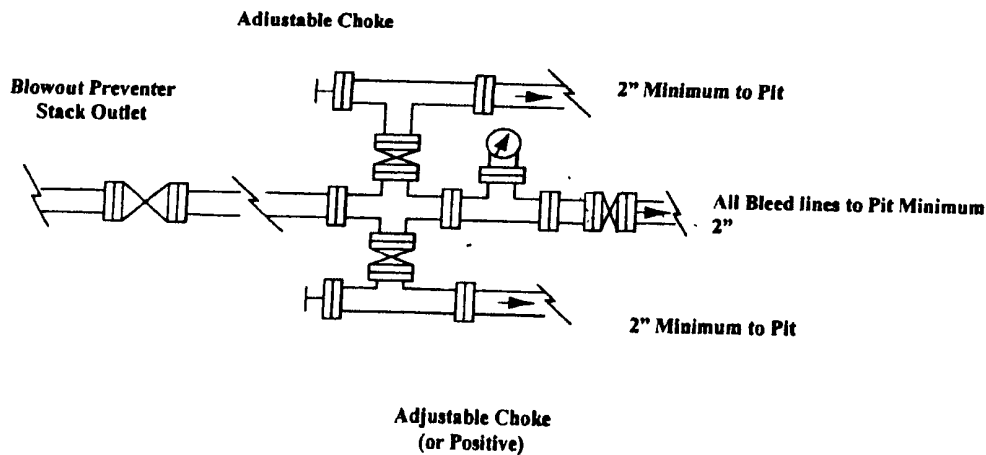 Adjustable Choke
Blowout Preventer
Stack Outlet
2” Minimum to Pit
All Bleed lines to Pit Minimum
2”
2” Minimum to Pit
Adjustable Choke
(or Positive)